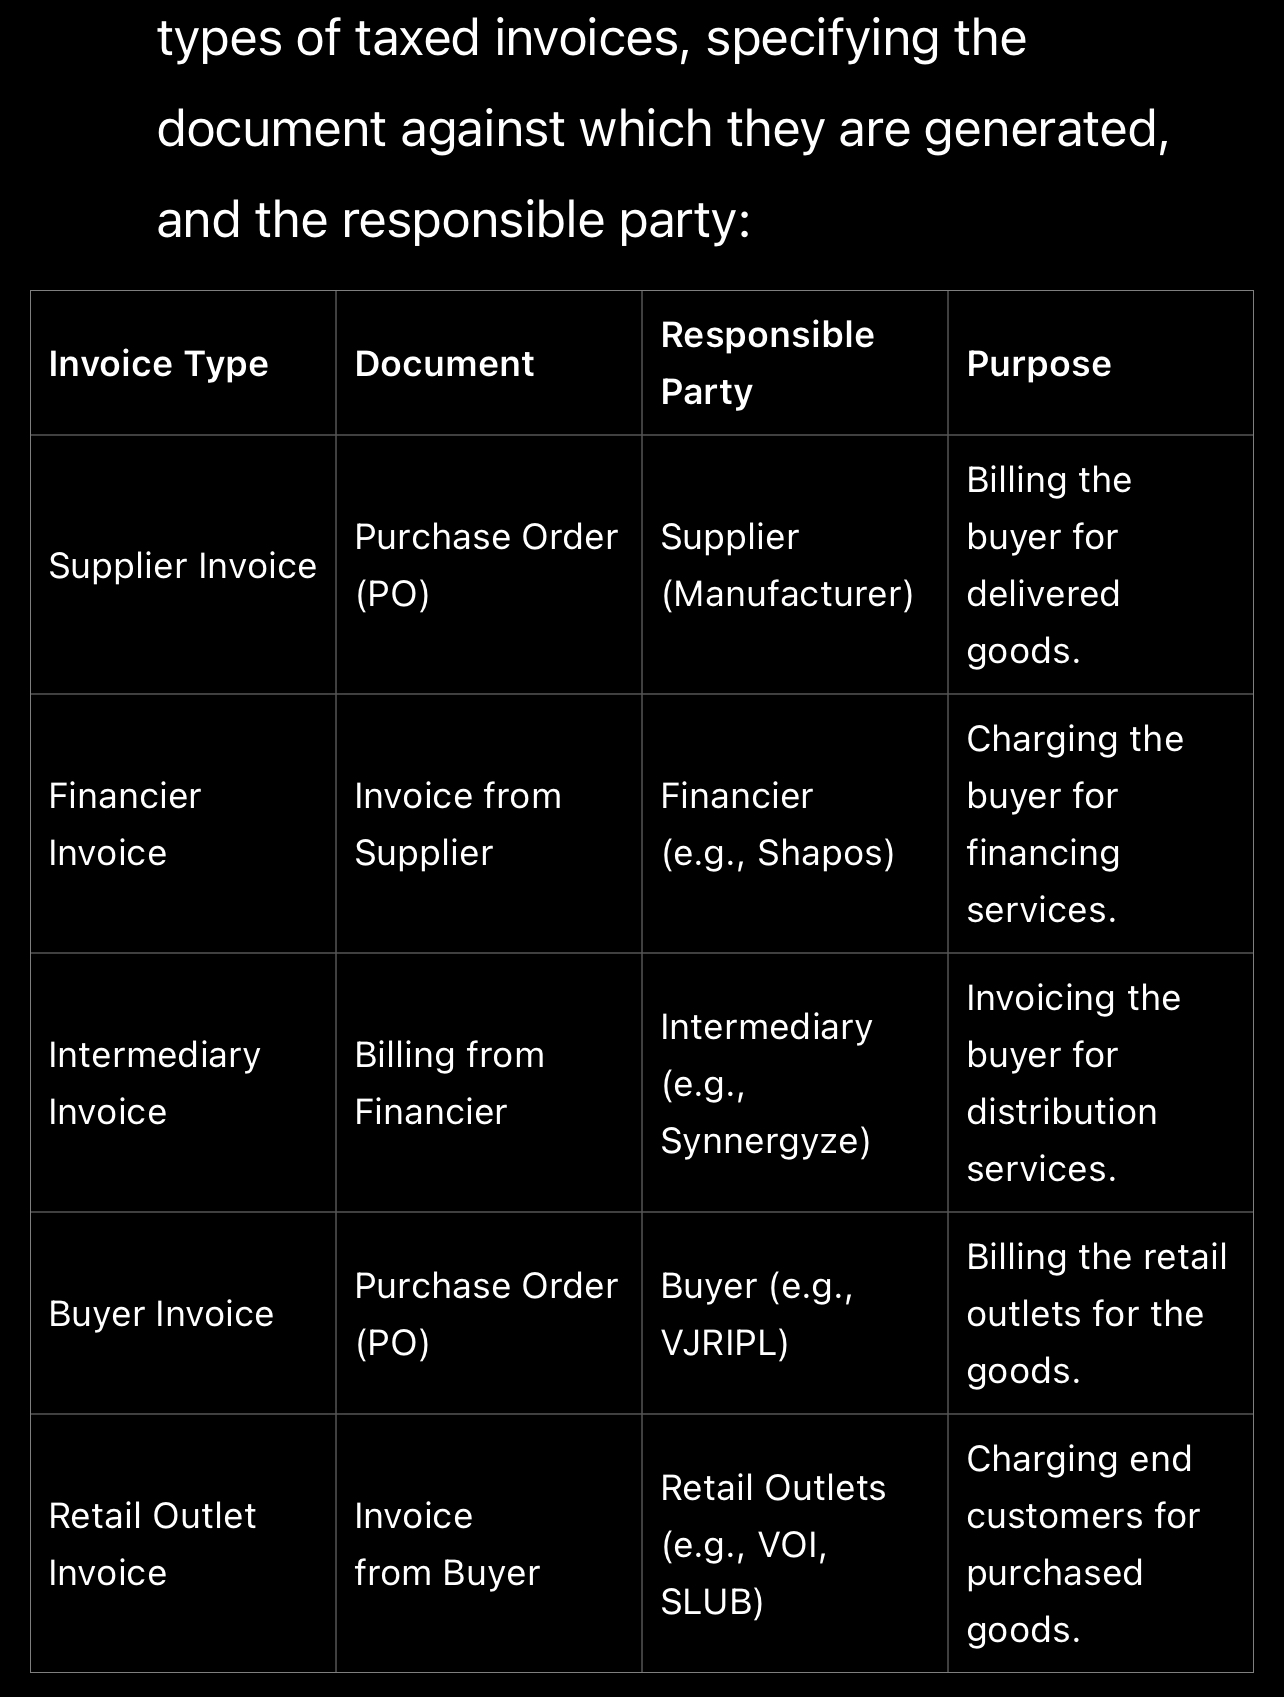 types of taxed invoices, specifying the
document against which they are generated,
and the responsible party:
Invoice Type
Document
Responsible
Party
Purpose
Supplier Invoice
Purchase Order
(PO)
Supplier
(Manufacturer)
Billing the
buyer for
delivered
goods.
Financier
Invoice
Invoice from
Supplier
Financier
(e.g., Shapos)
Charging the
buyer for
financing
services.
Intermediary
Invoice
Billing from
Financier
Intermediary
(e.g.,
Synnergyze)
Invoicing the
buyer for
distribution
services.
Buyer Invoice
Purchase Order
(PO)
Buyer (e.g.,
VJRIPL)
Billing the retail
outlets for the
goods.
Retail Outlet
Invoice
Invoice
from Buyer
Retail Outlets
(e.g., VOI,
SLUB)
Charging end
customers for
purchased
goods.